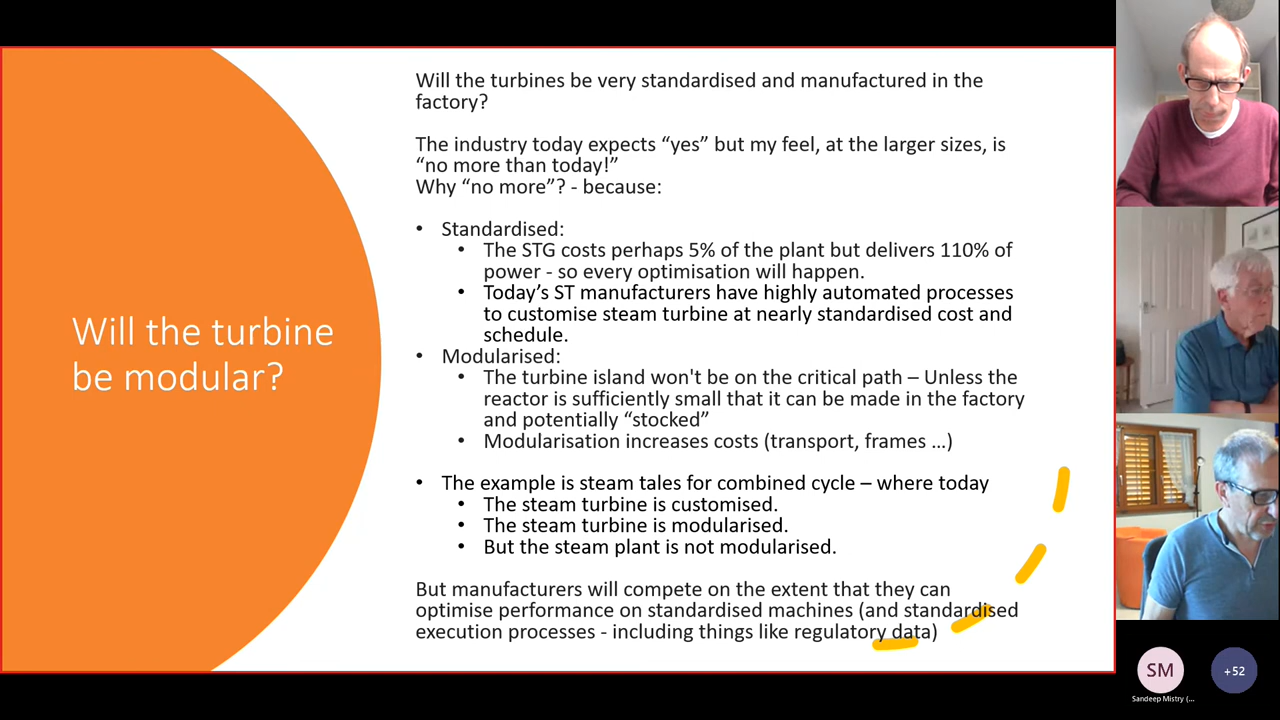 Will the turbine
be modular?
Will the turbines be very standardised and manufactured in the
factory?
The industry today expects “yes” but my feel, at the larger sizes, is
“no more than today!”
Why “no more”? - because:
• Standardised:
• The STG costs perhaps 5% of the plant but delivers 110% of
power - so every optimisation will happen.
• Today’s ST manufacturers have highly automated processes
to customise steam turbine at nearly standardised cost and
schedule.
• Modularised:
• The turbine island won't be on the critical path – Unless the
reactor is sufficiently small that it can be made in the factory
and potentially “stocked”
• Modularisation increases costs (transport, frames …)
• The example is steam tales for combined cycle – where today
• The steam turbine is customised.
• The steam turbine is modularised.
• But the steam plant is not modularised.
But manufacturers will compete on the extent that they can
optimise performance on standardised machines (and standardised
execution processes - including things like regulatory data)
SM
+52
Sandeep Mistry (...